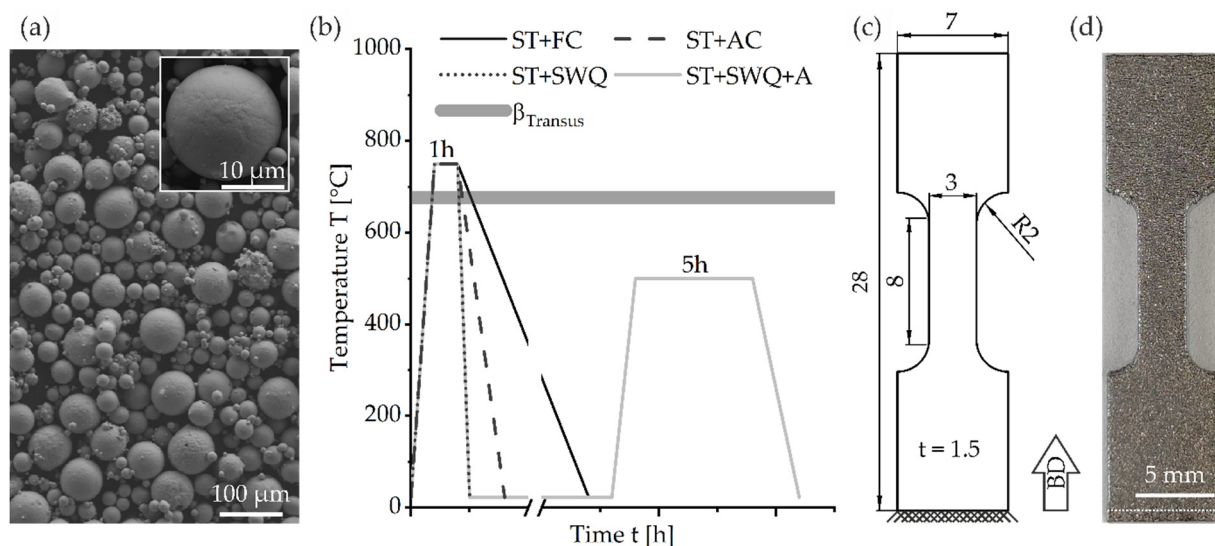 (a)
10 µm
100 µm
(b)
ST+FC
ST+AC
ST+SWQ
ST+SWQ+A
βTransus
1000
800
600
400
200
0
Temperature T [°C]
1h
5h
Time t [h]
(c)
7
3
R2
8
28
t = 1.5
BD
(d)
5 mm